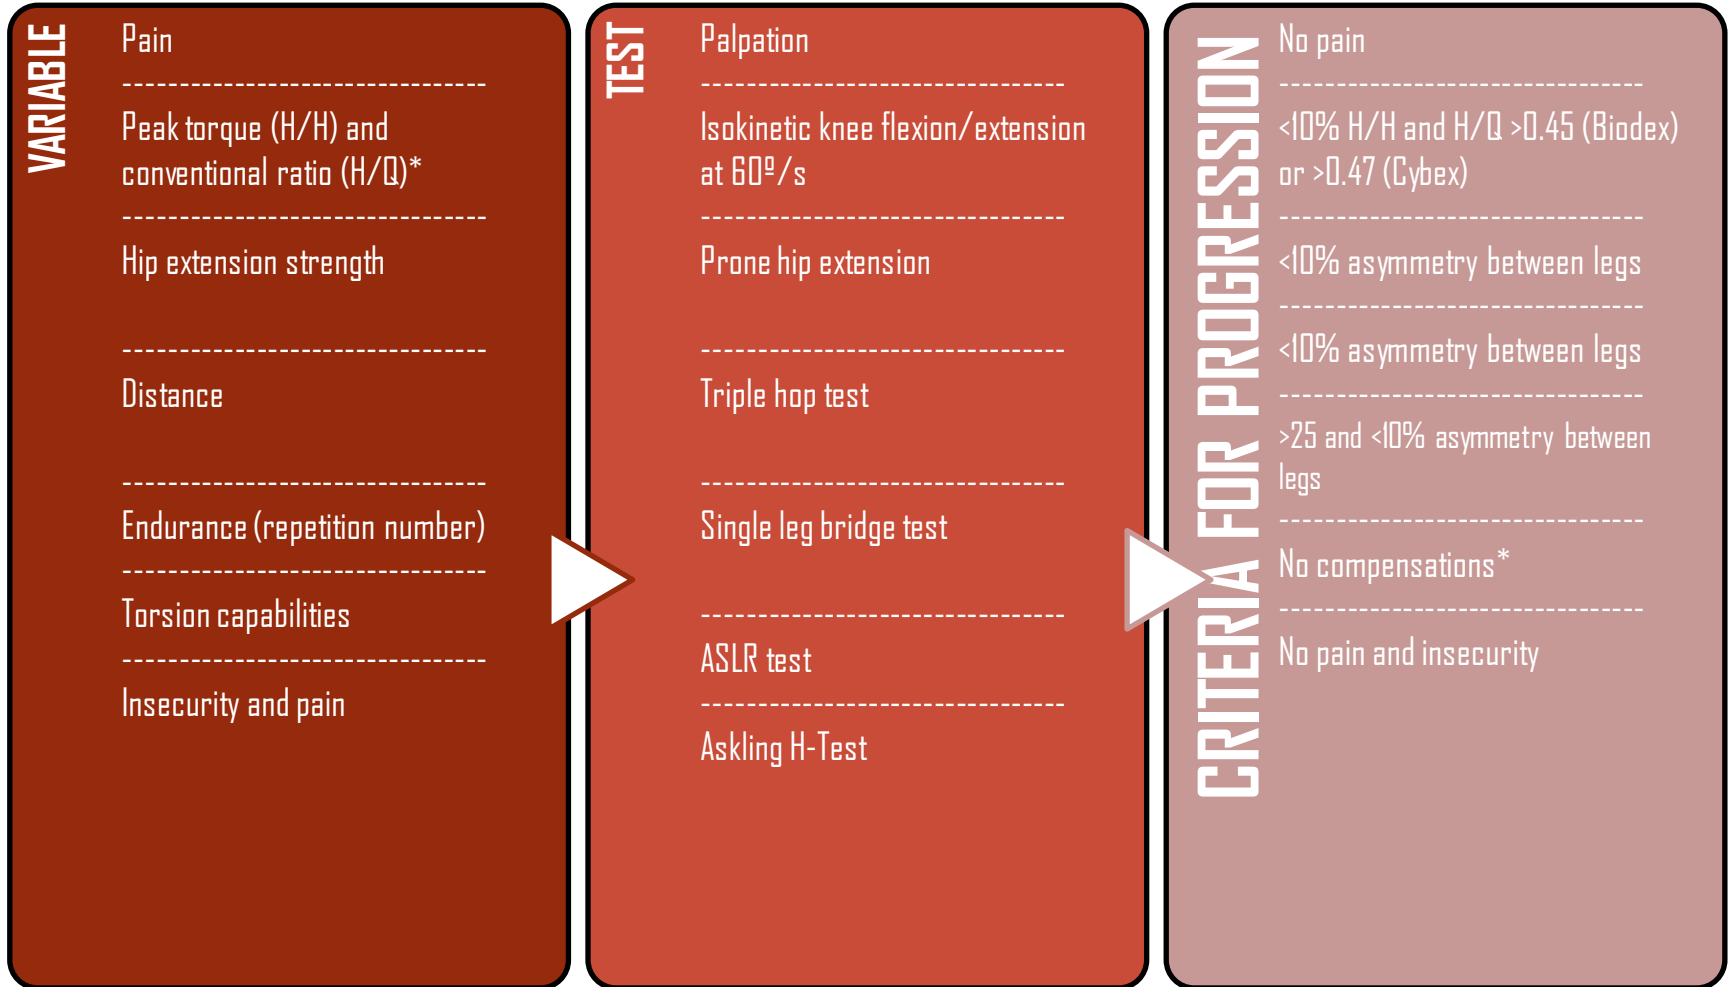 VARIABLE
Pain
--------------------------------
Peak torque (H/H) and
conventional ratio (H/Q)*
--------------------------------
Hip extension strength
--------------------------------
Distance
--------------------------------
Endurance (repetition number)
--------------------------------
Torsion capabilities
--------------------------------
Insecurity and pain
TEST
Palpation
--------------------------------
Isokinetic knee flexion/extension
at 60º/s
--------------------------------
Prone hip extension
--------------------------------
Triple hop test
--------------------------------
Single leg bridge test
--------------------------------
ASLR test
--------------------------------
Askling H-Test
CRITERIA FOR PROGRESSION
No pain
--------------------------------
<10% H/H and H/Q >0.45 (Biodex)
or >0.47 (Cybex)
--------------------------------
<10% asymmetry between legs
--------------------------------
<10% asymmetry between legs
--------------------------------
>25 and <10% asymmetry between
legs
--------------------------------
No compensations*
--------------------------------
No pain and insecurity